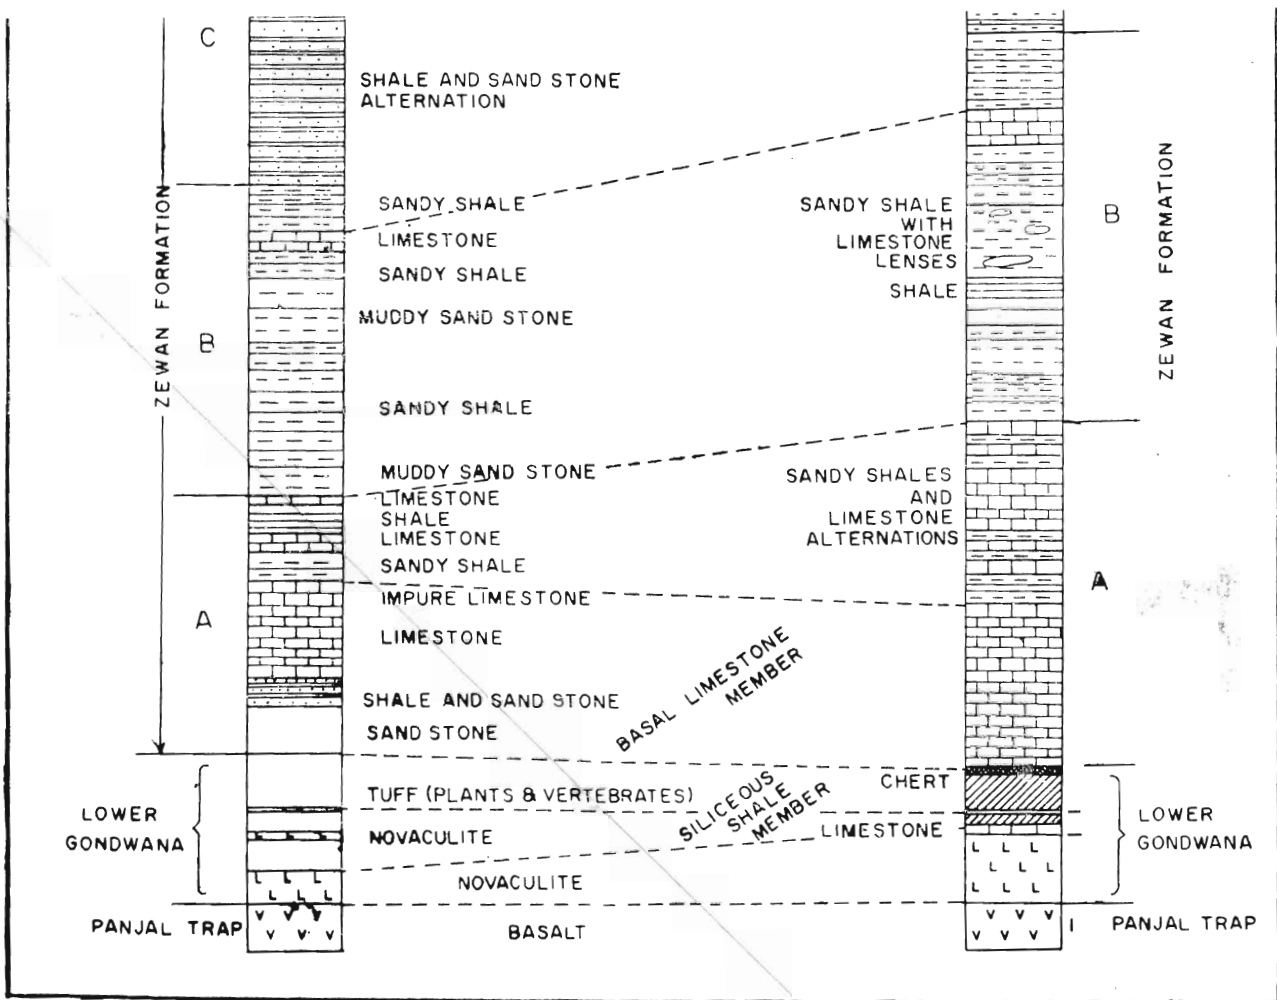 C
SHALE AND SAND STONE
ALTERNATION
SANDY SHALE
LIMESTONE
SANDY SHALE
MUDDY SAND STONE
ZEWAN FORMATION
B
SANDY SHALE
MUDDY SAND STONE
LIMESTONE
SHALE
LIMESTONE
SANDY SHALE
IMPURE LIMESTONE
A
LIMESTONE
SHALE AND SAND STONE
SAND STONE
TUFF (PLANTS & VERTEBRATES)
LOWER
GONDWANA
NOVACULITE
NOVACULITE
PANJAL TRAP
BASALT
BASAL LIMESTONE
MEMBER
SILICEOUS
SHALE
MEMBER
SANDY SHALE
WITH
LIMESTONE
LENSES
SHALE
B
ZEWAN FORMATION
SANDY SHALES
AND
LIMESTONE
ALTERNATIONS
A
CHERT
LIMESTONE
LOWER
GONDWANA
PANJAL TRAP